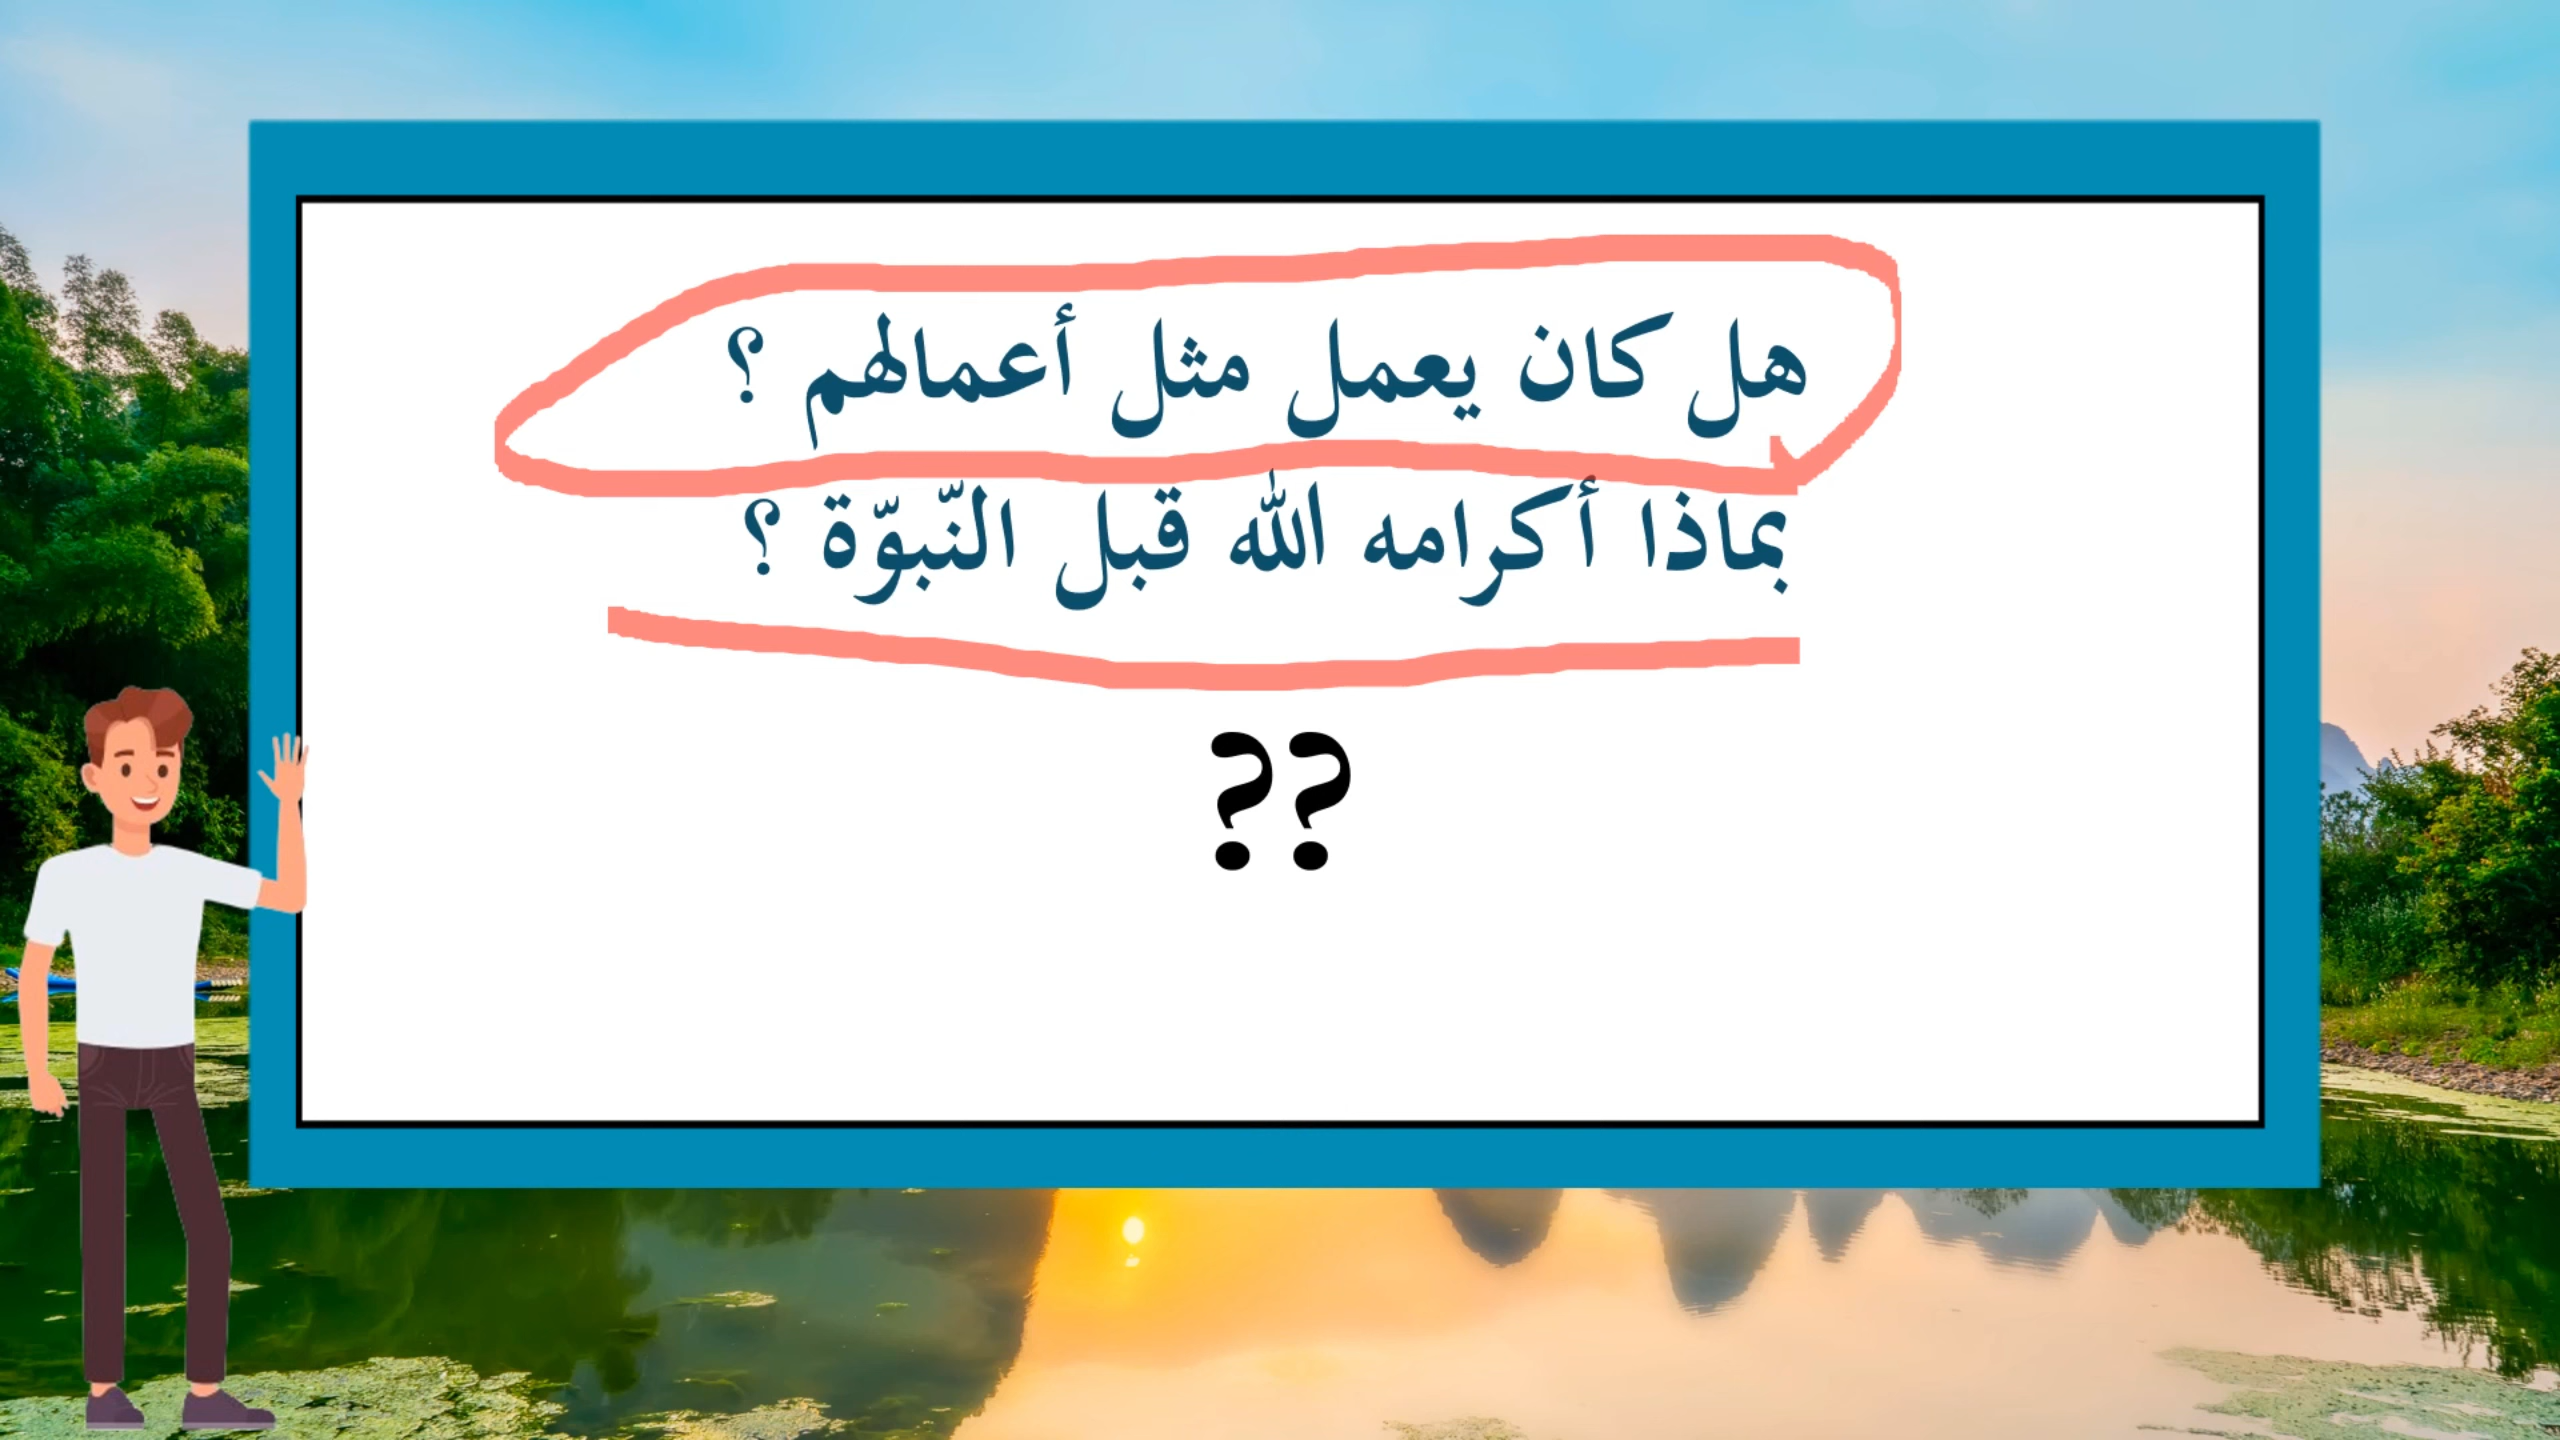 هل كان يعمل مثل أعمالهم ؟
بماذا أكرامه الله قبل النّبوّة ؟
??